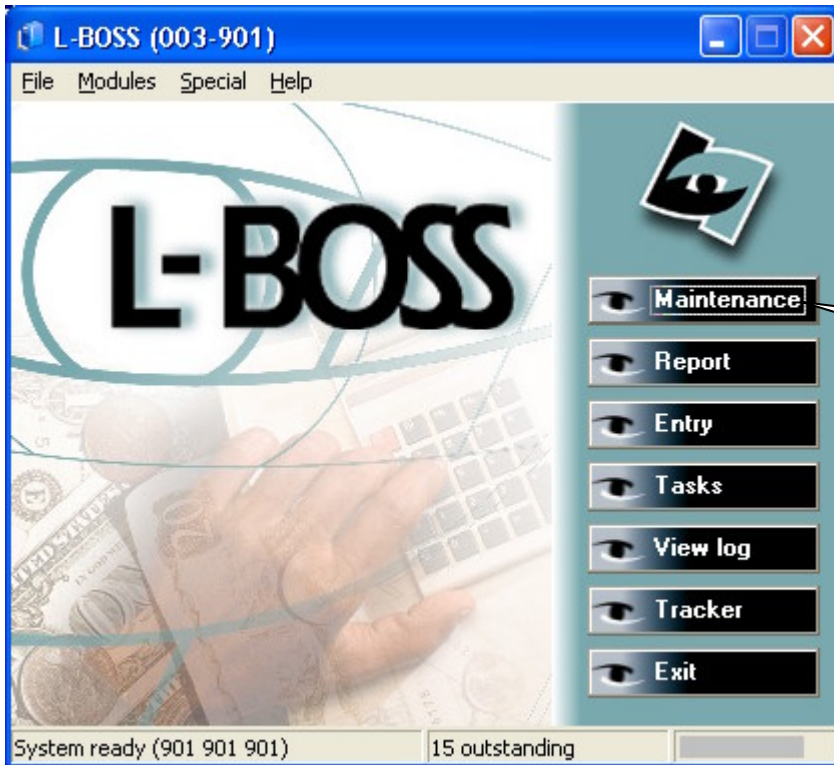 L-BOSS (003-901)
File Modules Special Help
L-BOSS
Maintenance
Report
Entry
Tasks
View log
Tracker
Exit
System ready (901 901 901) 15 outstanding